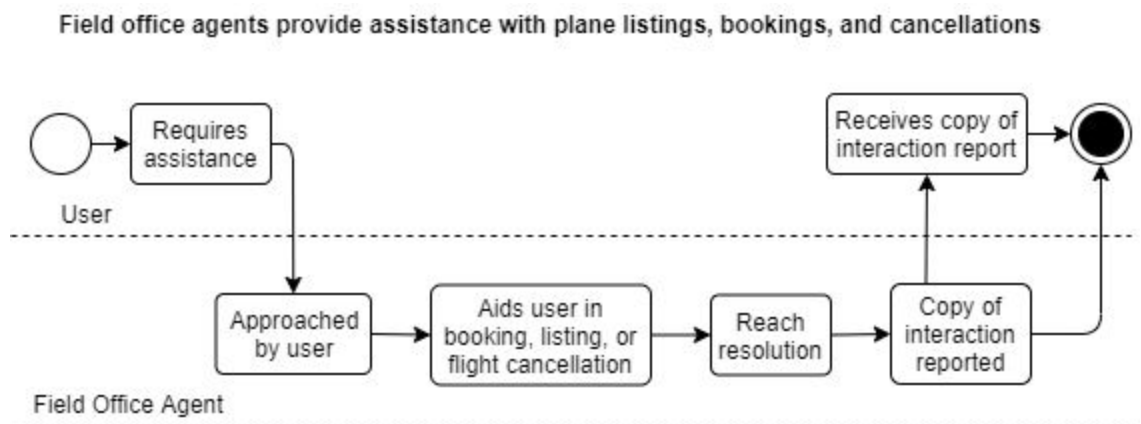 Field office agents provide assistance with plane listings, bookings, and cancellations
Requires
assistance
Receives copy of
interaction report
User
Approached
by user
Aids user in
booking, listing, or
flight cancellation
Reach
resolution
Copy of
interaction
reported
Field Office Agent